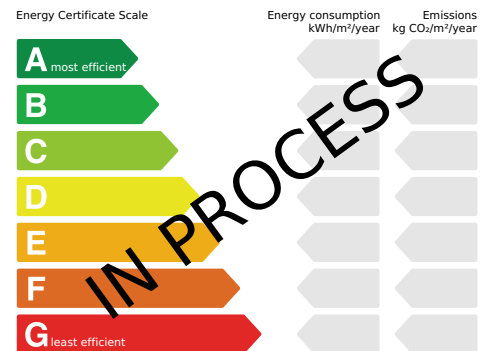 Energy Certificate Scale
Energy consumption
kWh/m²/year
Emissions
kg CO₂/m²/year
A most efficient
B
C
D
E
F
G least efficient
IN PROCESS